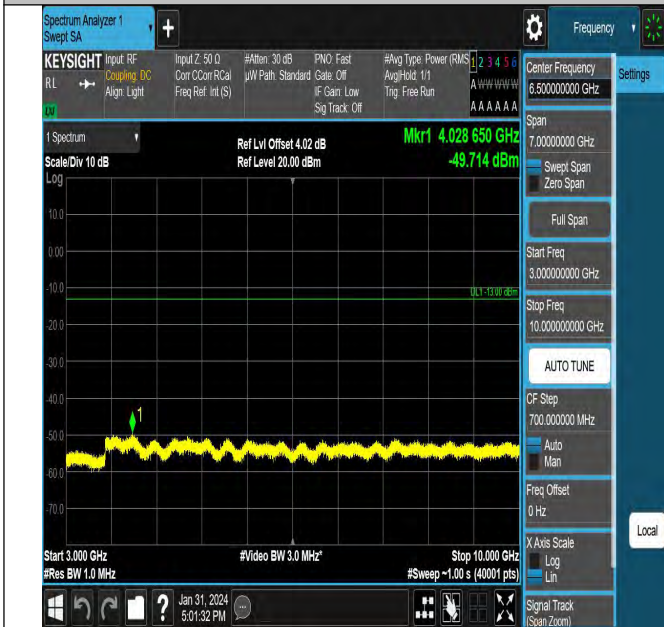 Spectrum Analyzer 1
Swept SA
Frequency
KEYSIGHT
RL
Input: RF
Coupling: DC
Align: Light
Input Z: 50 Ω
Corr CCorr RCal
Freq Ref: Int (S)
#Atten: 30 dB
µW Path: Standard
PNO: Fast
Gate: Off
IF Gain: Low
Sig Track: Off
#Avg Type: Power (RMS
Avg|Hold: 1/1
Trig: Free Run
1 2 3 4 5 6
A W W W W W
A A A A A A
1 Spectrum
Scale/Div 10 dB
Ref Lvl Offset 4.02 dB
Ref Level 20.00 dBm
Mkr1 4.028 650 GHz
-49.714 dBm
Log
10.0
0.00
-10.0
-20.0
-30.0
-40.0
-50.0
-60.0
-70.0
DL1 -13.00 dBm
1
Start 3.000 GHz
#Res BW 1.0 MHz
#Video BW 3.0 MHz*
Stop 10.000 GHz
#Sweep ~1.00 s (40001 pts)
Jan 31, 2024
5:01:32 PM
Center Frequency
6.500000000 GHz
Settings
Span
7.00000000 GHz
Swept Span
Zero Span
Full Span
Start Freq
3.000000000 GHz
Stop Freq
10.000000000 GHz
AUTO TUNE
CF Step
700.000000 MHz
Auto
Man
Freq Offset
0 Hz
X Axis Scale
Log
Lin
Signal Track
(Span Zoom)
Local